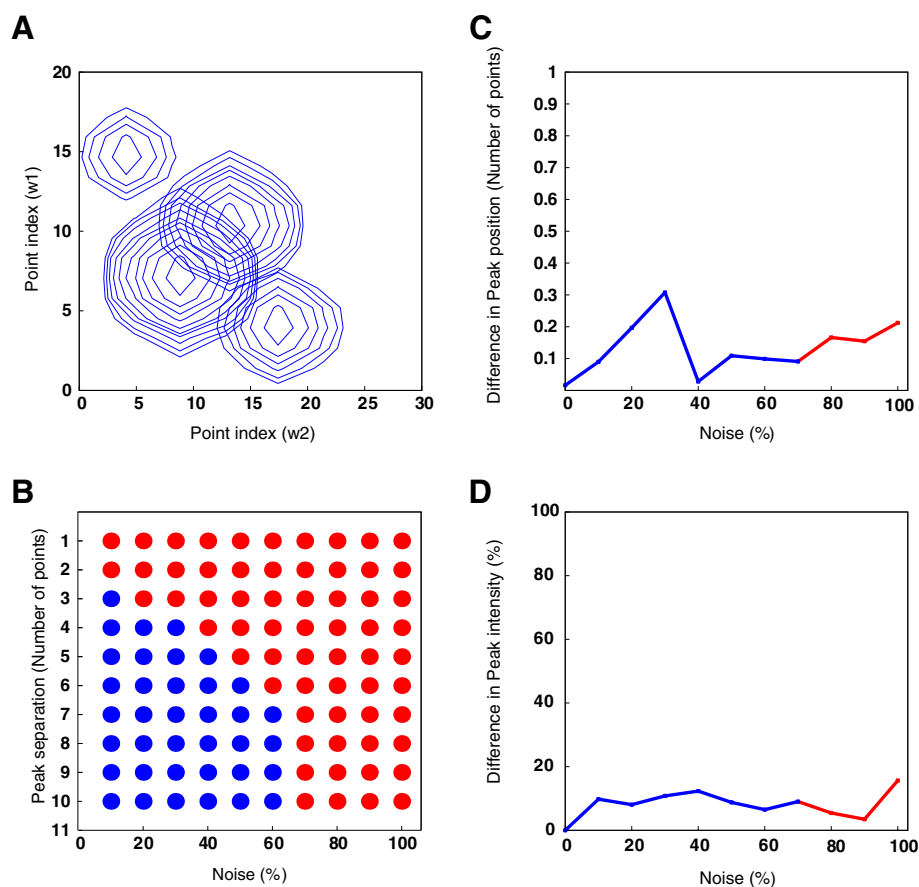 A
20
15
10
5
0
Point index (w1)
0 5 10 15 20 25 30
Point index (w2)
B
1
2
3
4
5
6
7
8
9
10
11
Peak separation (Number of points)
0 20 40 60 80 100
Noise (%)
C
1
0.9
0.8
0.7
0.6
0.5
0.4
0.3
0.2
0.1
Difference in Peak position (Number of points)
0 20 40 60 80 100
Noise (%)
D
100
80
60
40
20
0
Difference in Peak intensity (%)
0 20 40 60 80 100
Noise (%)